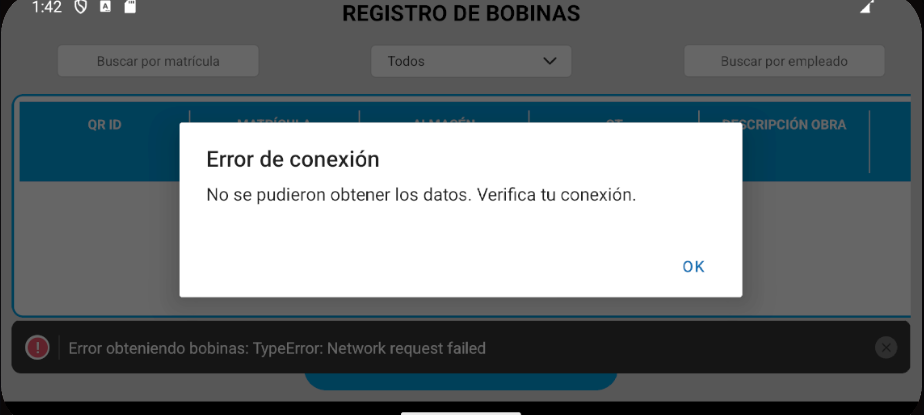 1:42
REGISTRO DE BOBINAS
Buscar por matrícula
Todos
Buscar por empleado
QR ID
MATRÍCULA
ALMACÉN
OT
DESCRIPCIÓN OBRA
Error de conexión
No se pudieron obtener los datos. Verifica tu conexión.
OK
Error obteniendo bobinas: TypeError: Network request failed